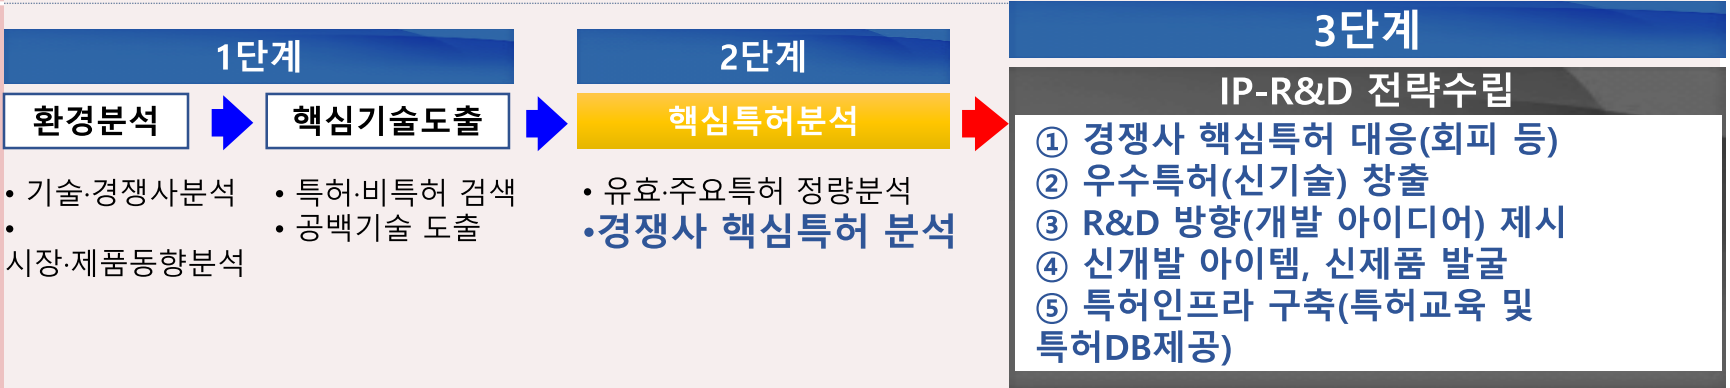 1단계
환경분석
핵심기술도출
• 기술·경쟁사분석
•
시장·제품동향분석
• 특허·비특허 검색
• 공백기술 도출
2단계
핵심특허분석
• 유효·주요특허 정량분석
•경쟁사 핵심특허 분석
3단계
IP-R&D 전략수립
① 경쟁사 핵심특허 대응(회피 등)
② 우수특허(신기술) 창출
③ R&D 방향(개발 아이디어) 제시
④ 신개발 아이템, 신제품 발굴
⑤ 특허인프라 구축(특허교육 및
특허DB제공)